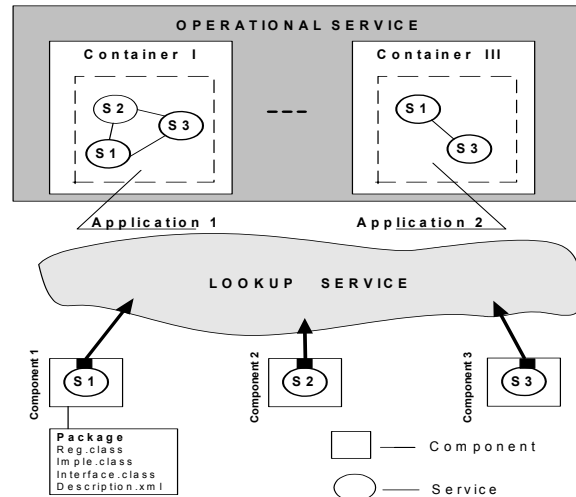 OPERATIONAL SERVICE
Container I
Container III
S2
S3
S1
---
S1
S3
Application 1
Application 2
LOOKUP SERVICE
Component 1
S1
Component 2
S2
Component 3
S3
Package
Reg.class
Imple.class
Interface.class
Description.xml
Component
Service